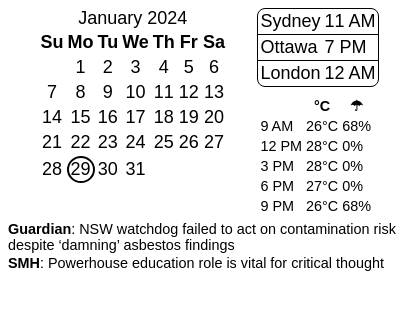 January 2024
Su Mo Tu We Th Fr Sa
1 2 3 4 5 6
7 8 9 10 11 12 13
14 15 16 17 18 19 20
21 22 23 24 25 26 27
28 29 30 31
Sydney 11 AM
Ottawa 7 PM
London 12 AM
°C ☂
9 AM 26°C 68%
12 PM 28°C 0%
3 PM 28°C 0%
6 PM 27°C 0%
9 PM 26°C 68%
Guardian: NSW watchdog failed to act on contamination risk
despite ‘damning’ asbestos findings
SMH: Powerhouse education role is vital for critical thought